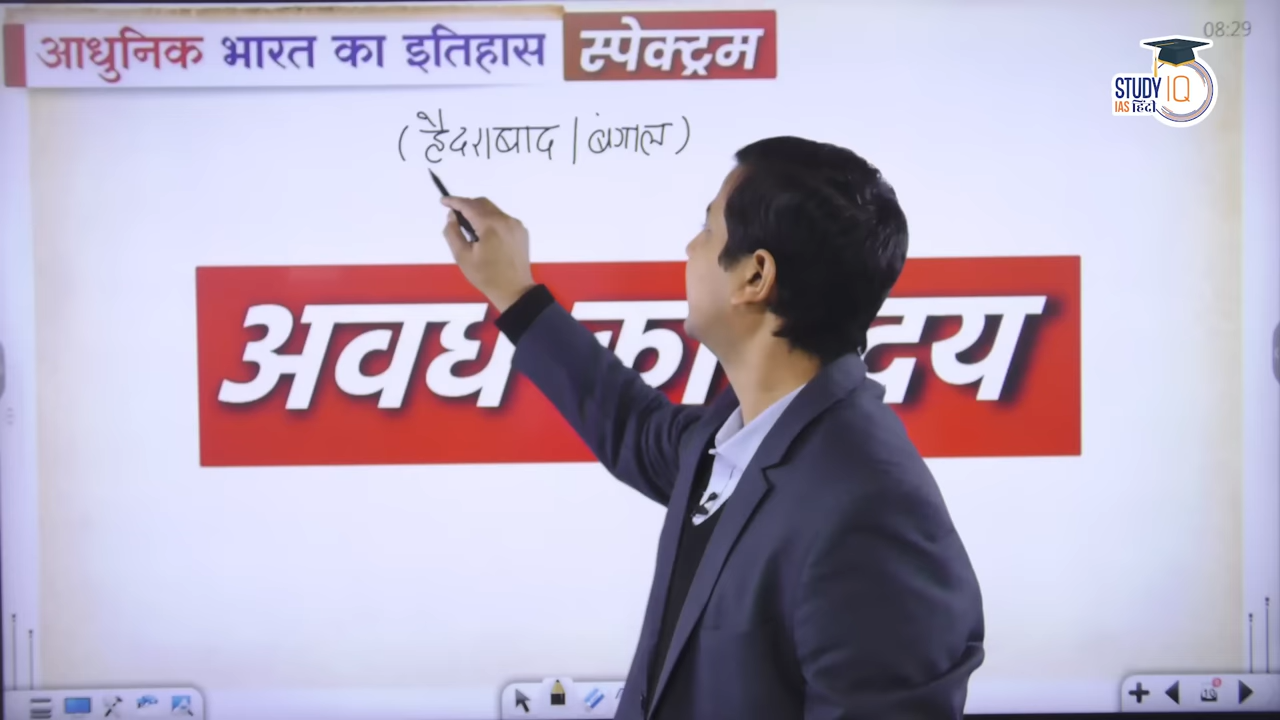 आधुनिक भारत का इतिहास स्पेक्ट्रम
08:29
STUDY IQ
IAS हिंदी
(हैदराबाद | बंगाल)
अवध का